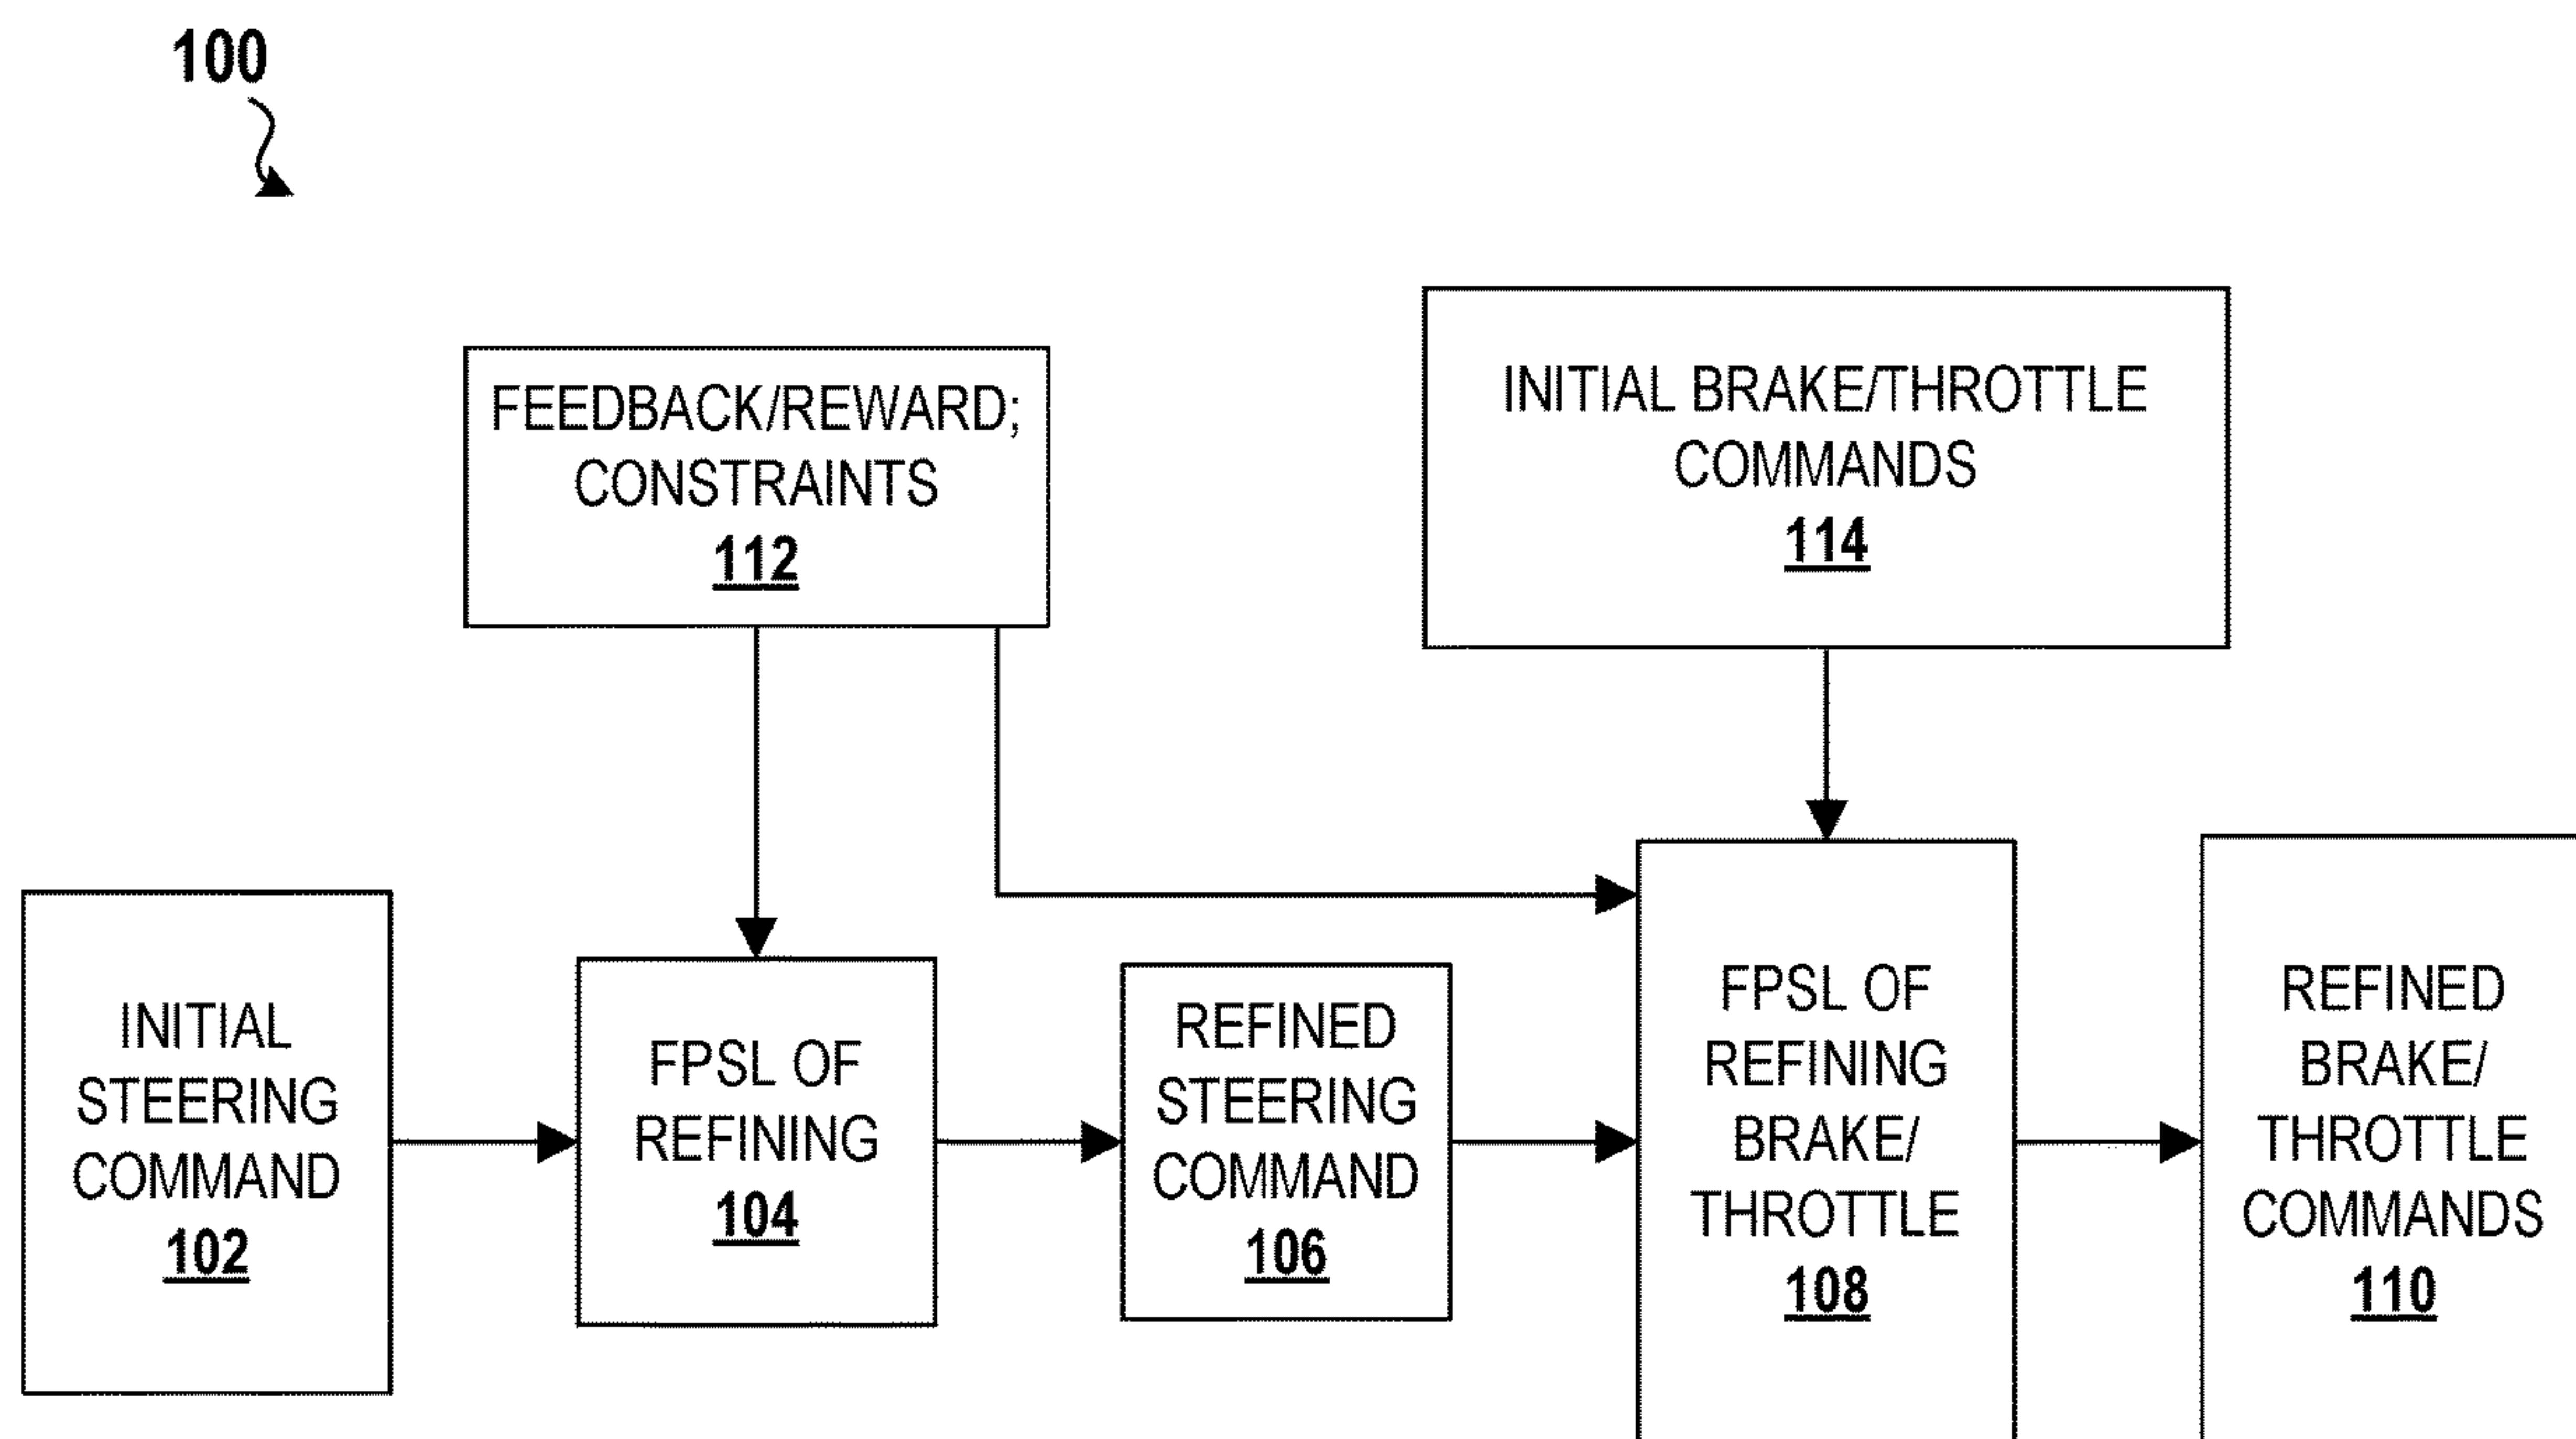 100
FEEDBACK/REWARD;
CONSTRAINTS
112
INITIAL BRAKE/THROTTLE
COMMANDS
114
INITIAL
STEERING
COMMAND
102
FPSL OF
REFINING
104
REFINED
STEERING
COMMAND
106
FPSL OF
REFINING
BRAKE/
THROTTLE
108
REFINED
BRAKE/
THROTTLE
COMMANDS
110